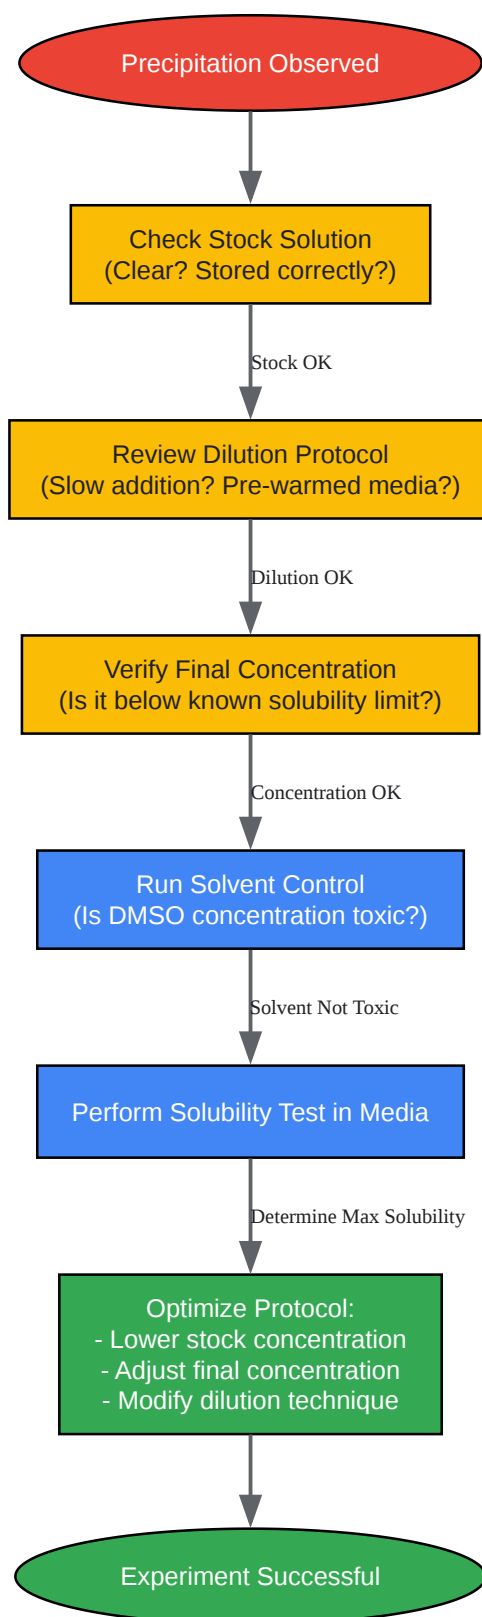 Precipitation Observed
Check Stock Solution
(Clear? Stored correctly?)
Stock OK
Review Dilution Protocol
(Slow addition? Pre-warmed media?)
Dilution OK
Verify Final Concentration
(Is it below known solubility limit?)
Concentration OK
Run Solvent Control
(Is DMSO concentration toxic?)
Solvent Not Toxic
Perform Solubility Test in Media
Determine Max Solubility
Optimize Protocol:
- Lower stock concentration
- Adjust final concentration
- Modify dilution technique
Experiment Successful